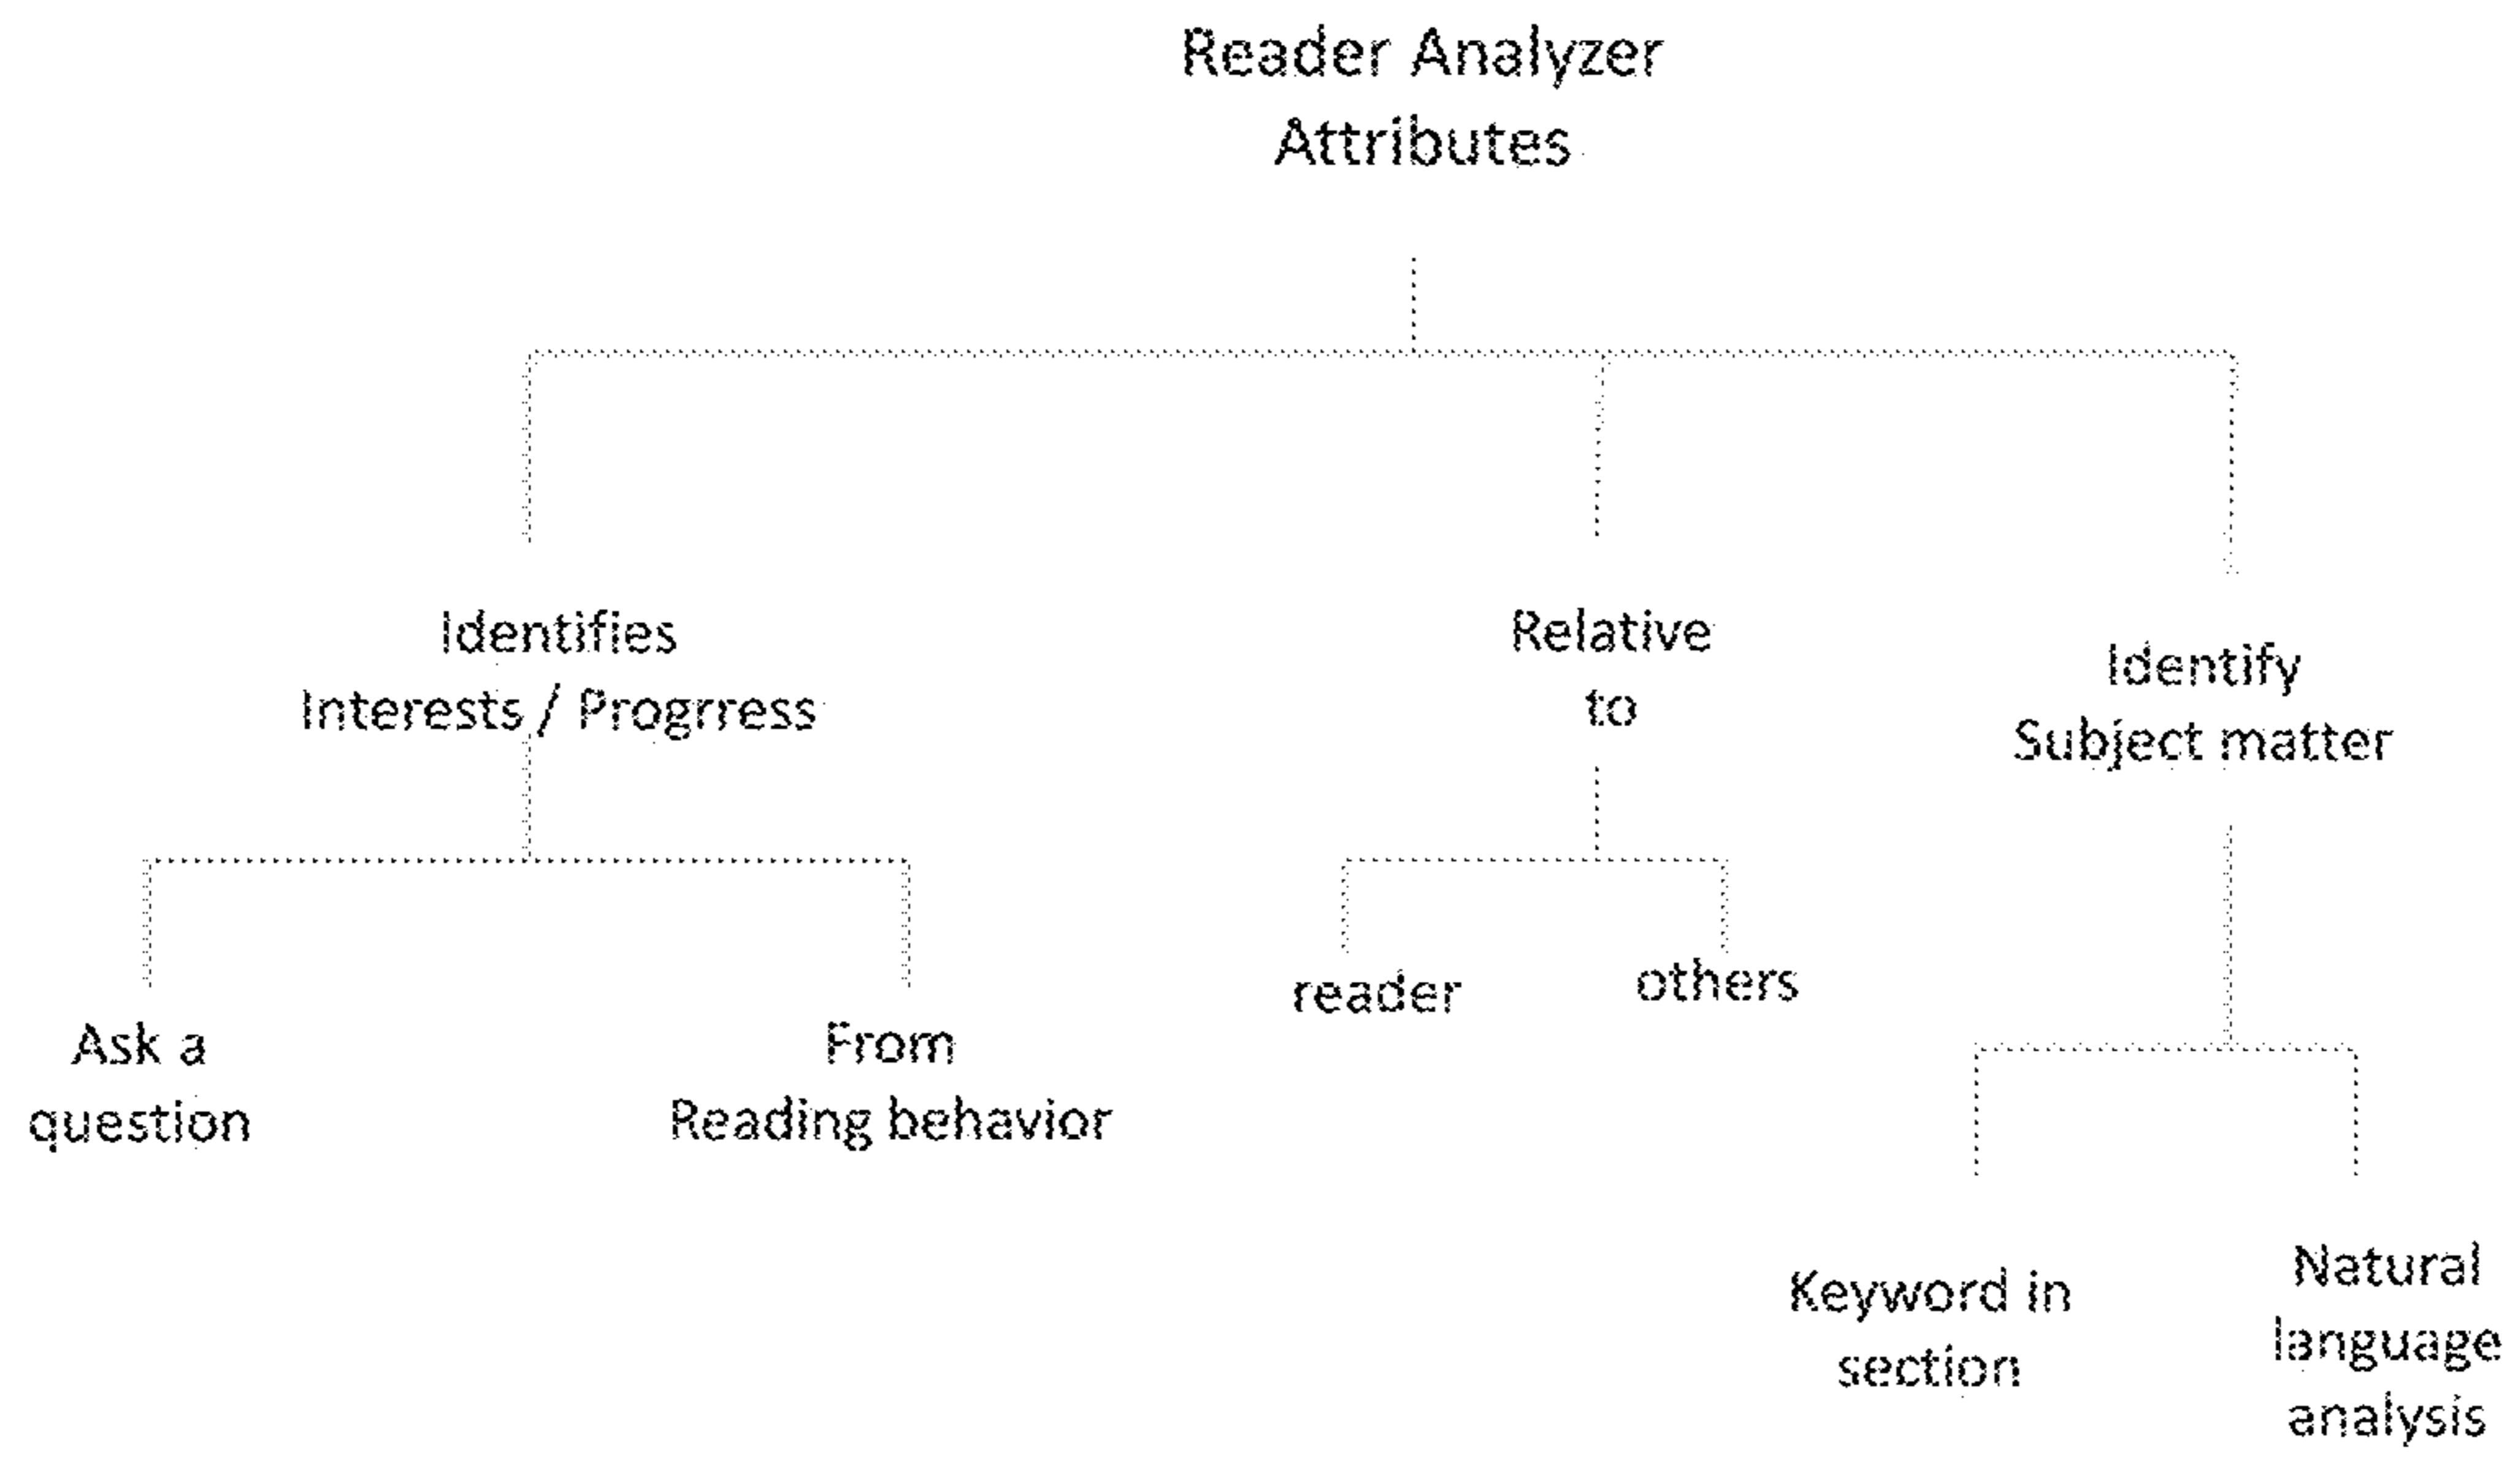 Reader Analyzer
Attributes
Identifies
Interests / Progrress
Relative
to
Identify
Subject matter
Ask a
question
From
Reading behavior
reader
others
Keyword in
section
Natural
language
analysis